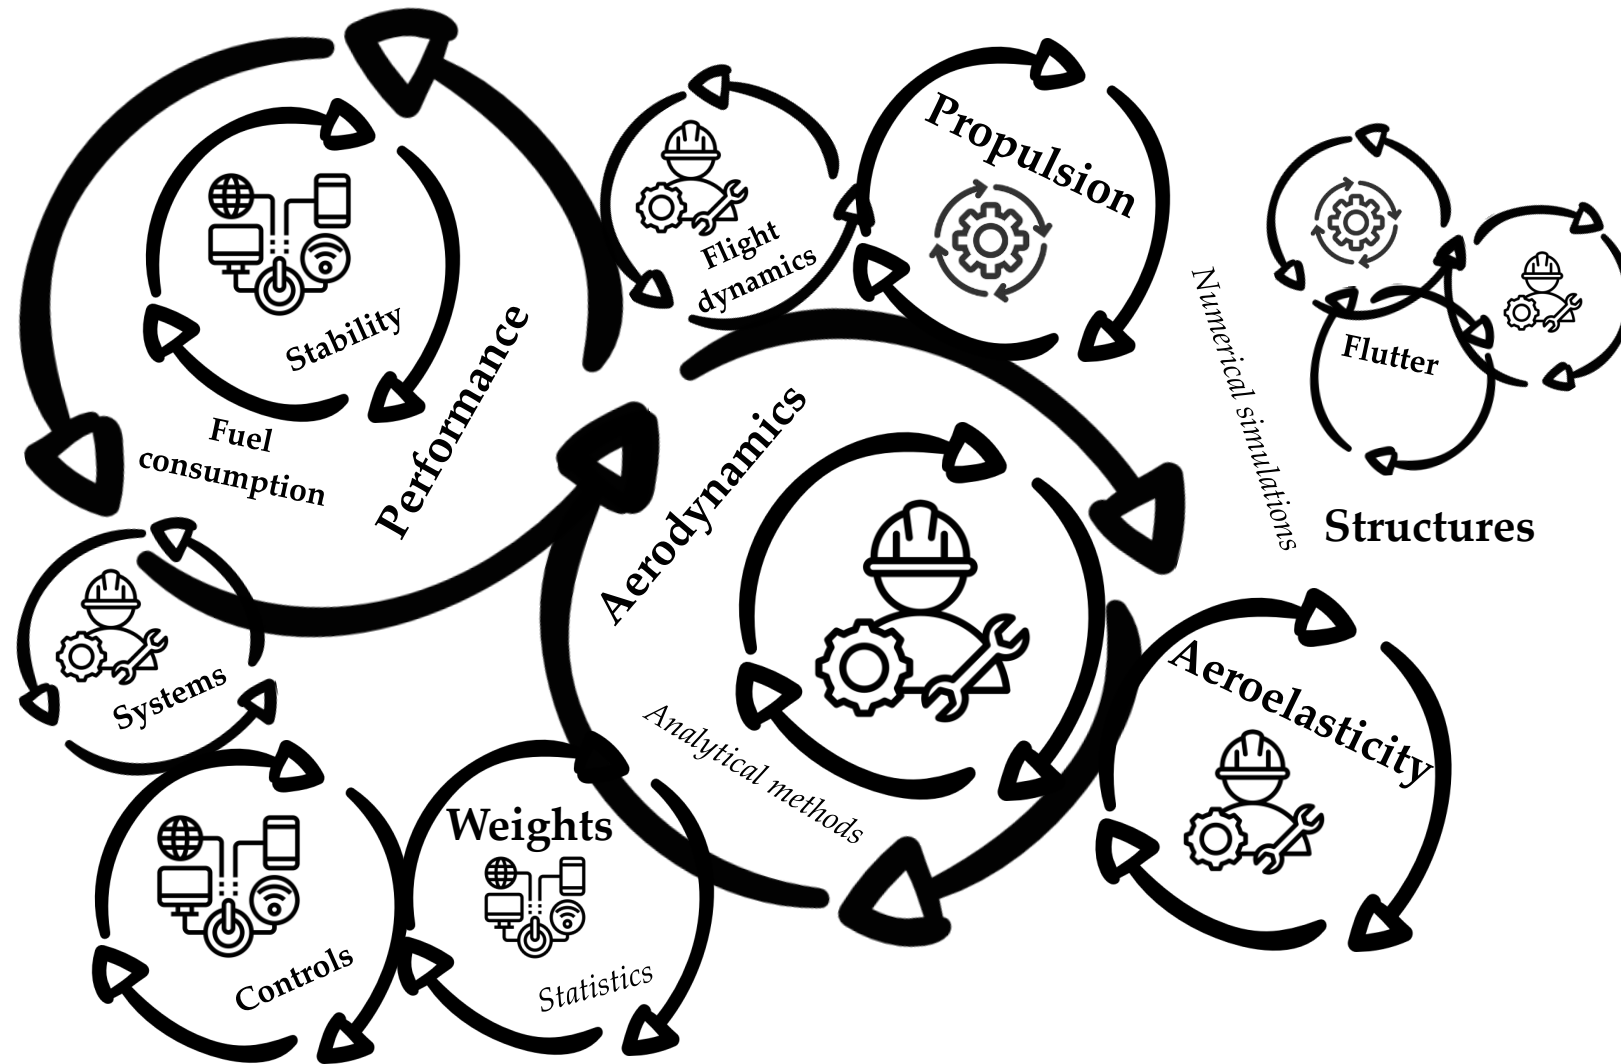 Propulsion
Flight
dynamics
Stability
Performance
Fuel
consumption
Numerical simulations
Flutter
Structures
Aerodynamics
Systems
Analytical methods
Aeroelasticity
Weights
Statistics
Controls